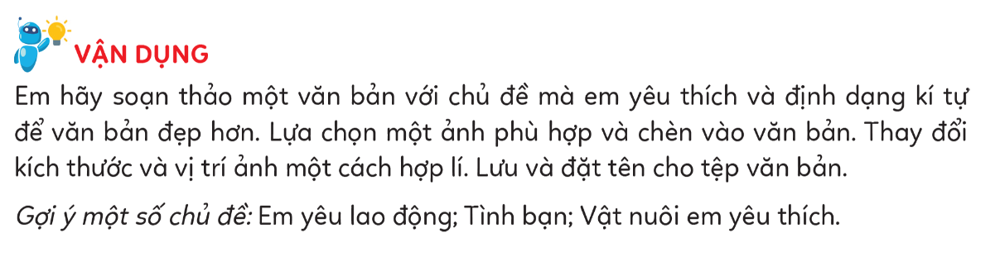 VẬN DỤNG
Em hãy soạn thảo một văn bản với chủ đề mà em yêu thích và định dạng kí tự
để văn bản đẹp hơn. Lựa chọn một ảnh phù hợp và chèn vào văn bản. Thay đổi
kích thước và vị trí ảnh một cách hợp lí. Lưu và đặt tên cho tệp văn bản.
Gợi ý một số chủ đề: Em yêu lao động; Tình bạn; Vật nuôi em yêu thích.